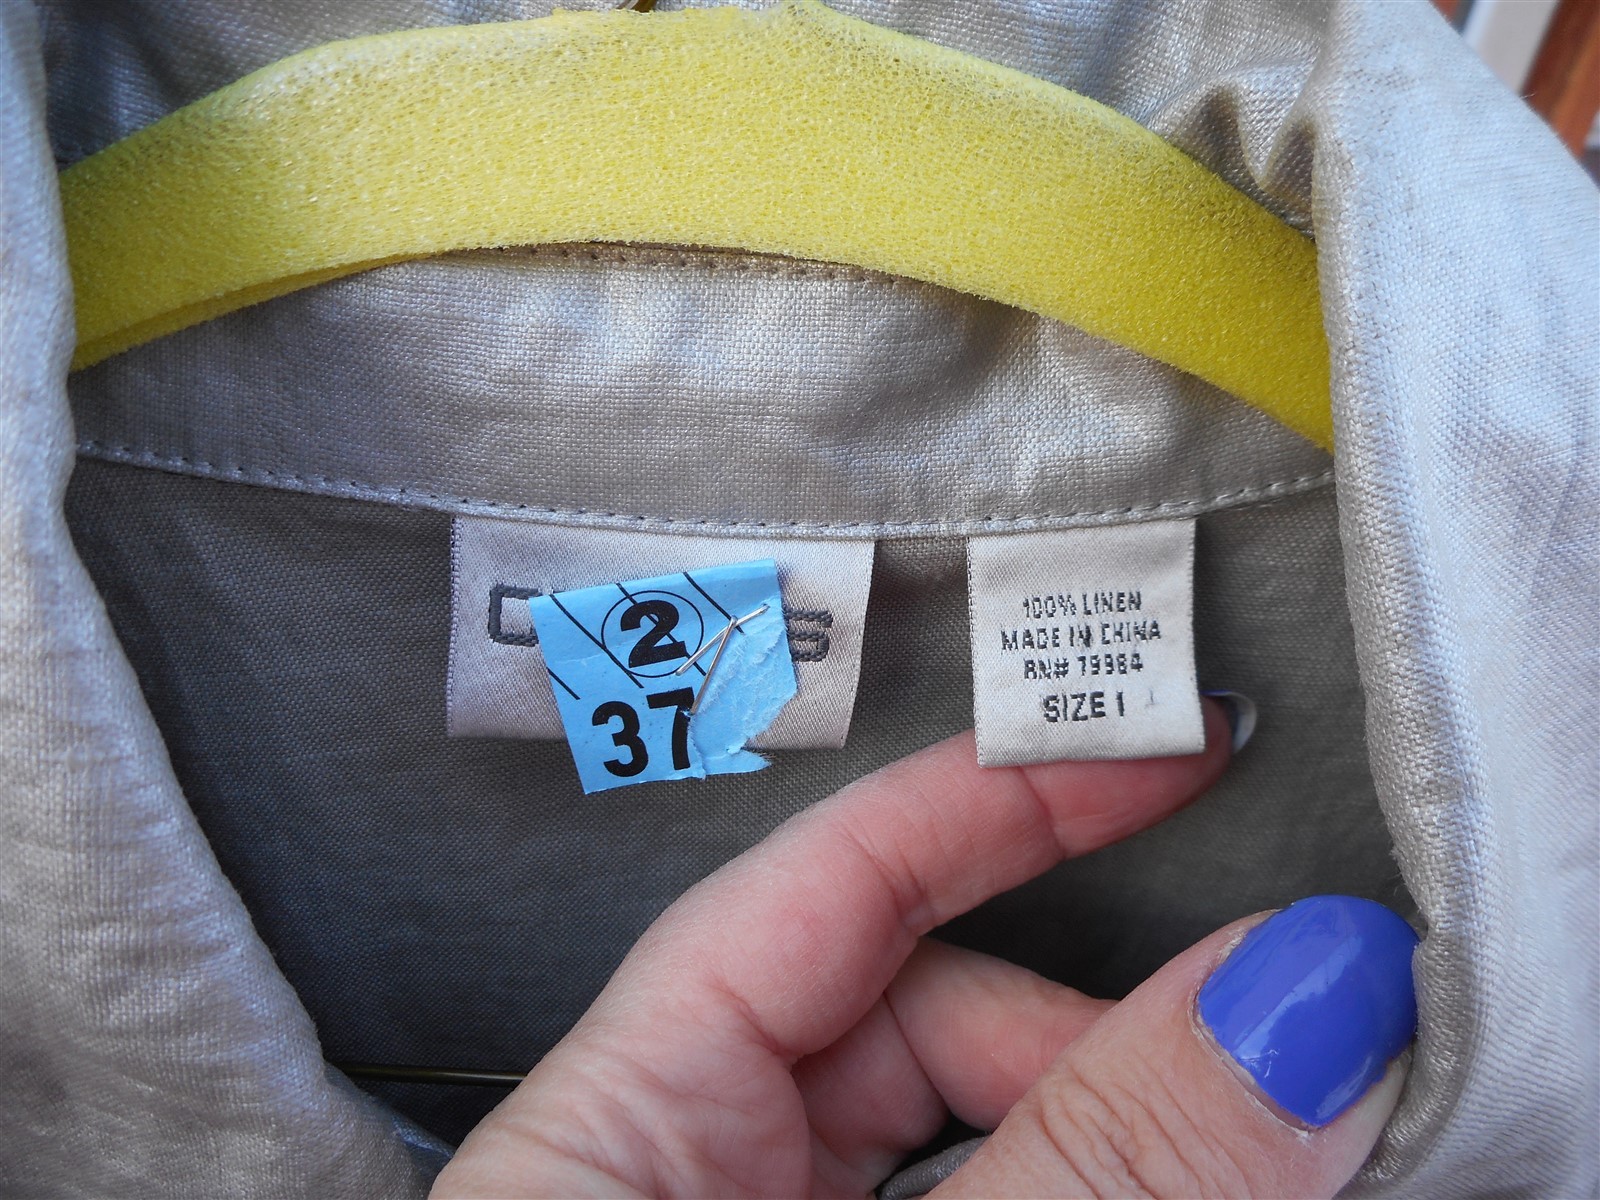 2
37
100% LINEN
MADE IN CHINA
RN# 79984
SIZE 1